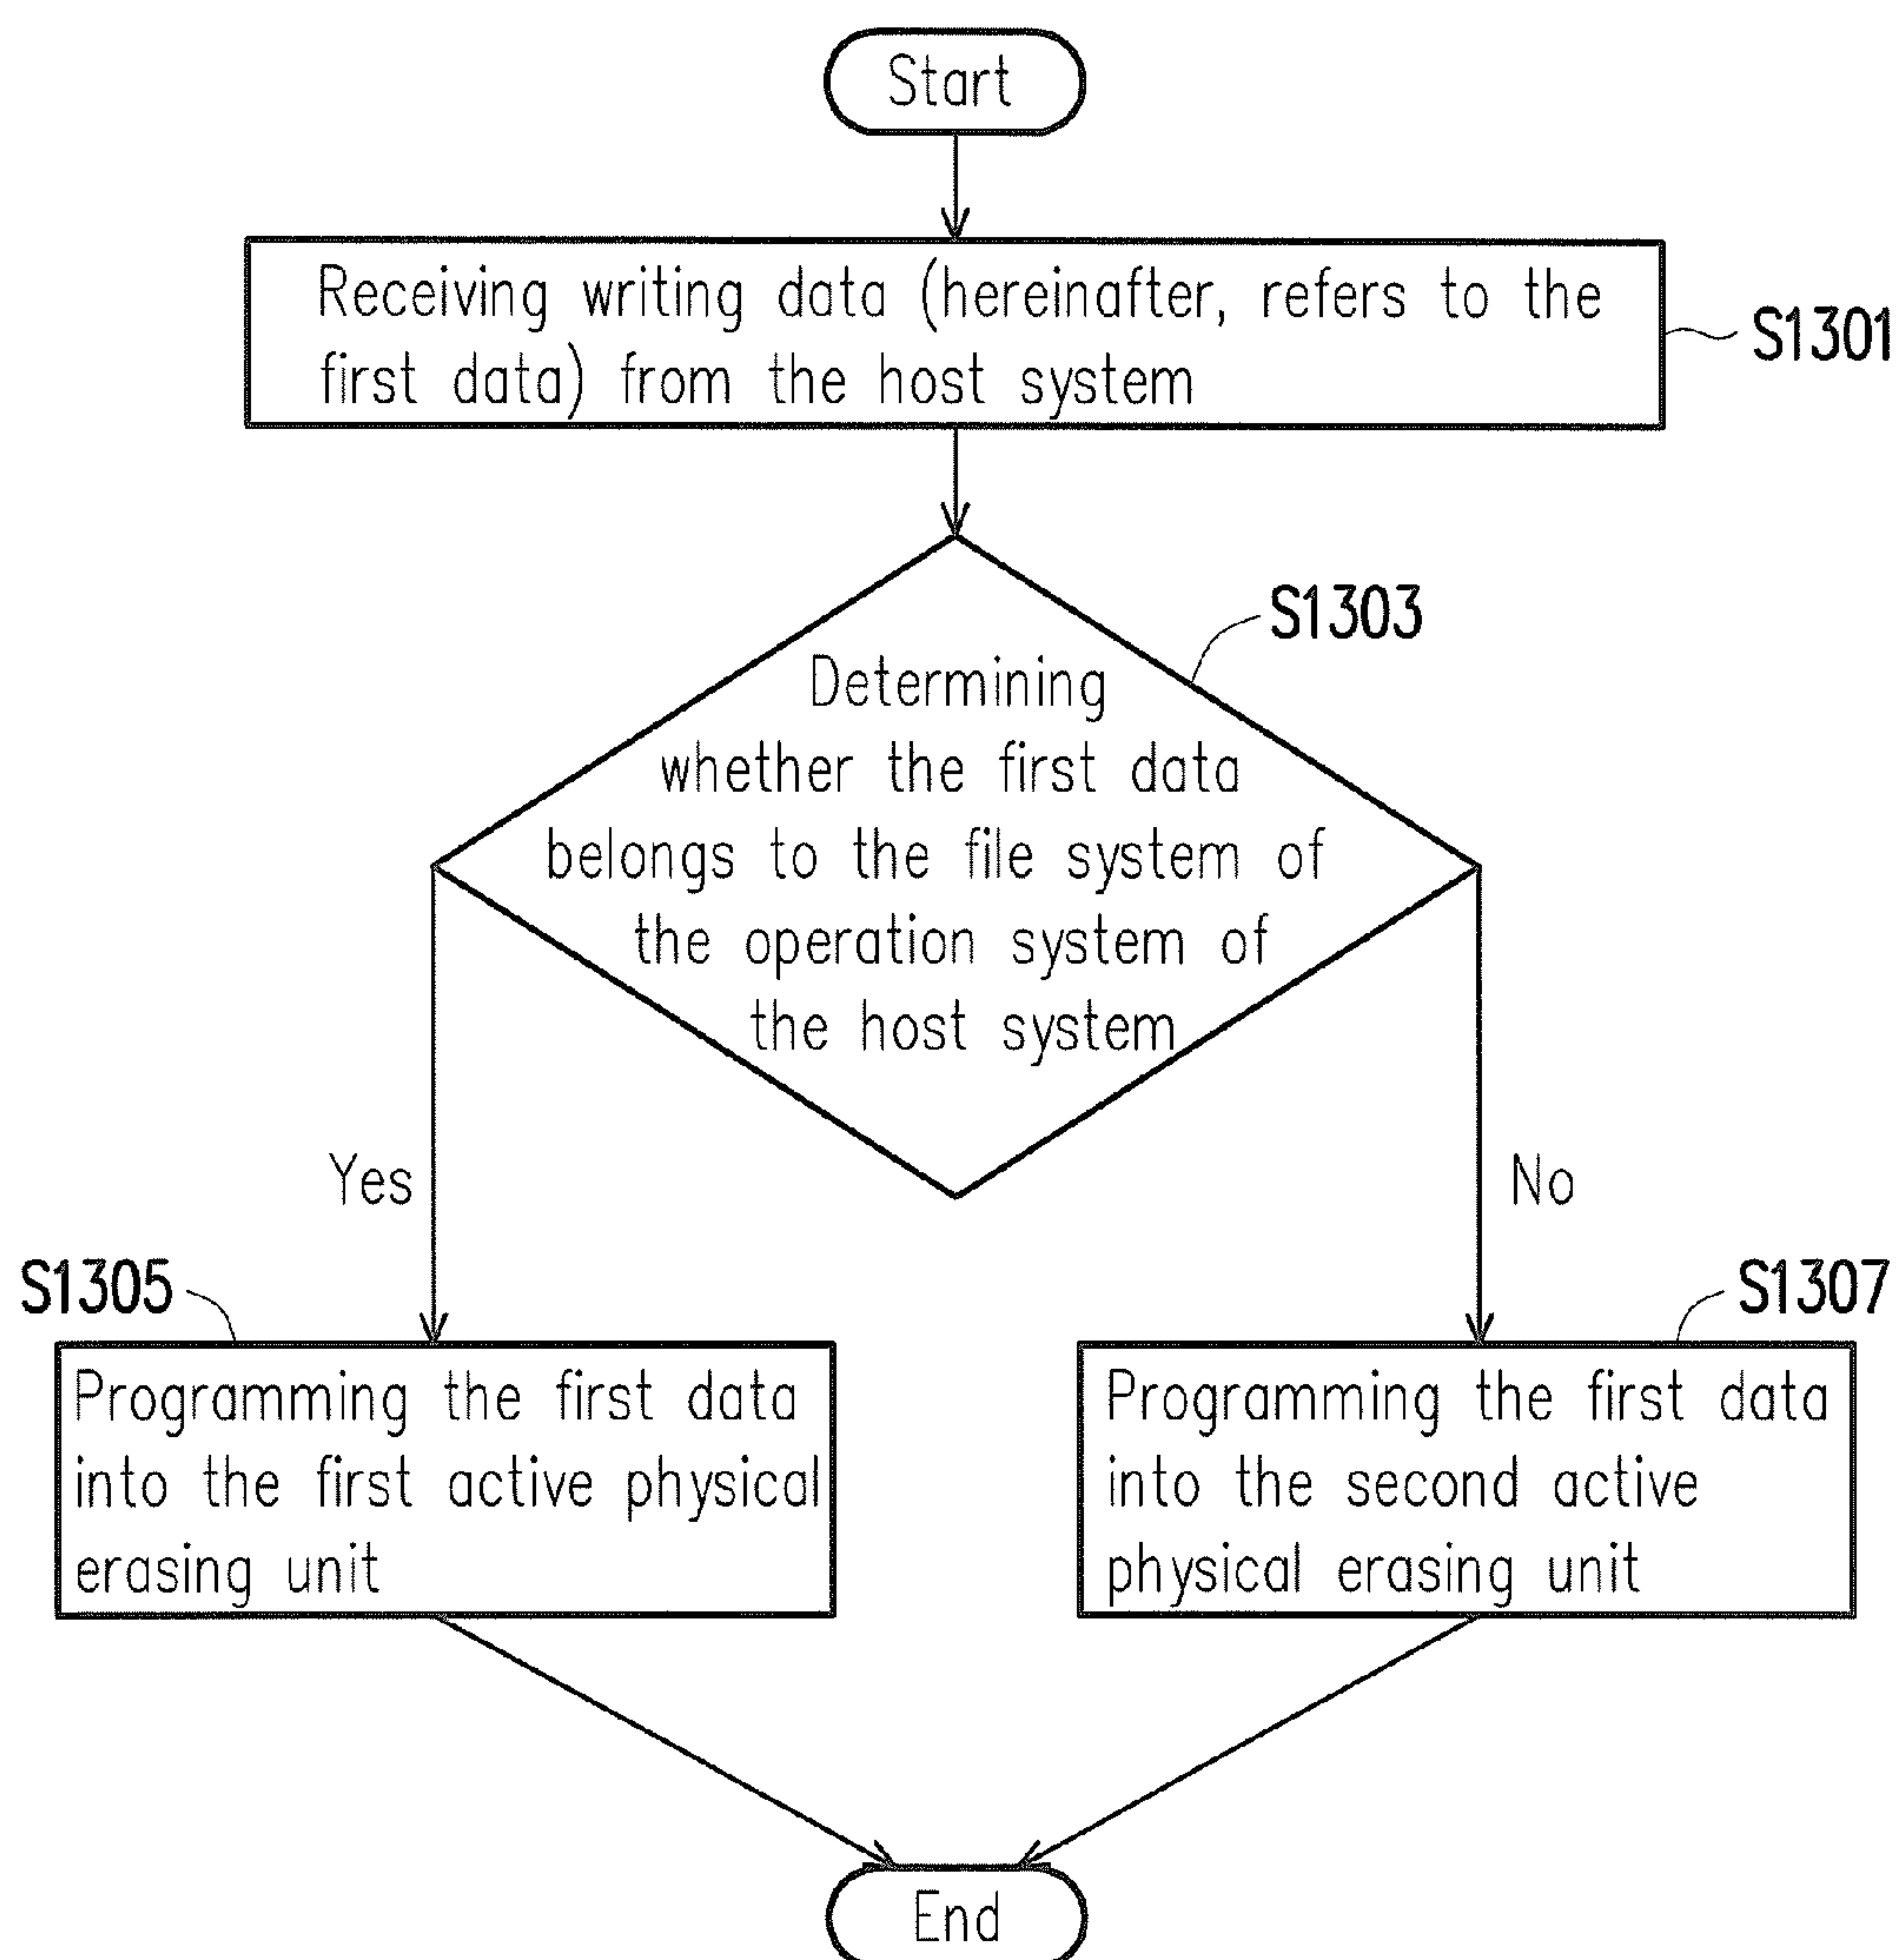 Start
Receiving writing data (hereinafter, refers to the
first data) from the host system
S1301
S1303
Determining
whether the first data
belongs to the file system of
the operation system of
the host system
Yes
No
S1305
S1307
Programming the first data
into the first active physical
erasing unit
Programming the first data
into the second active
physical erasing unit
End